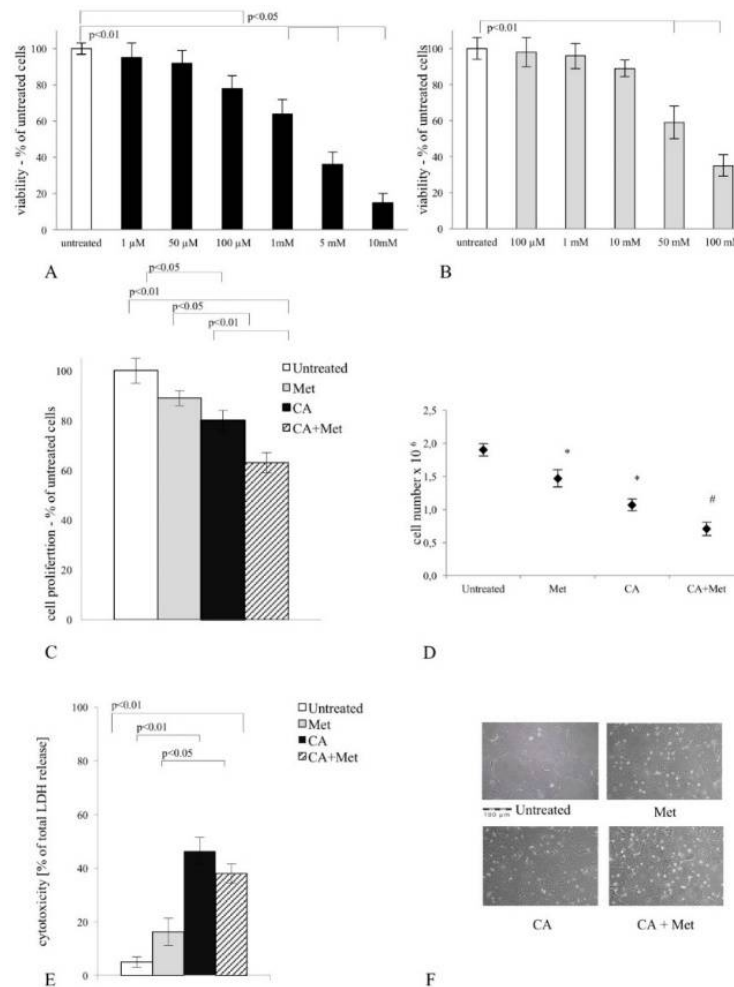 p<0.05
p<0.01
100
80
60
40
20
0
viability - % of untreated cells
untreated 1 µM 50 µM 100 µM 1mM 5 mM 10mM
A
p<0.01
100
80
60
40
20
0
viability - % of untreated cells
untreated 100 µM 1 mM 10 mM 50 mM 100 mM
B
p<0.05
p<0.01
p<0.05
p<0.01
100
80
60
40
20
0
cell prolifertion - % of untreated cells
Untreated
Met
CA
CA+Met
C
2,5
2,0
1,5
1,0
0,5
0,0
cell number x 10 6
* * #
Untreated Met CA CA+Met
D
p<0.01
p<0.01
p<0.05
100
80
60
40
20
0
cytotoxicity [% of total LDH release]
Untreated
Met
CA
CA+Met
E
100 µm Untreated Met
CA CA + Met
F